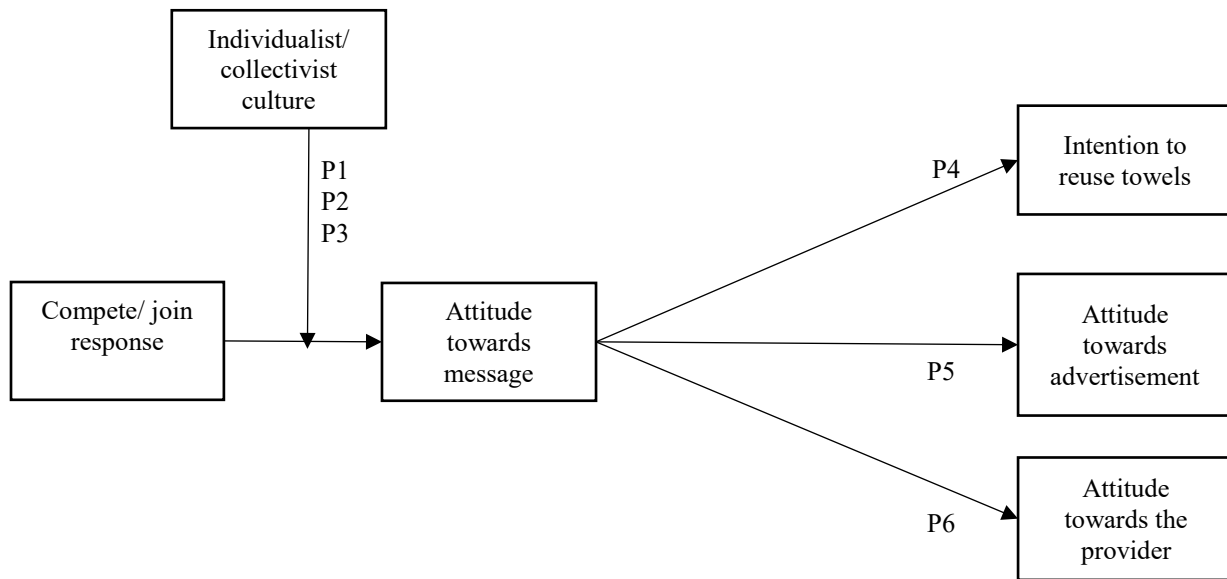 Individualist/
collectivist
culture
P1
P2
P3
Compete/ join
response
Attitude
towards
message
P4
P5
P6
Intention to
reuse towels
Attitude
towards
advertisement
Attitude
towards the
provider